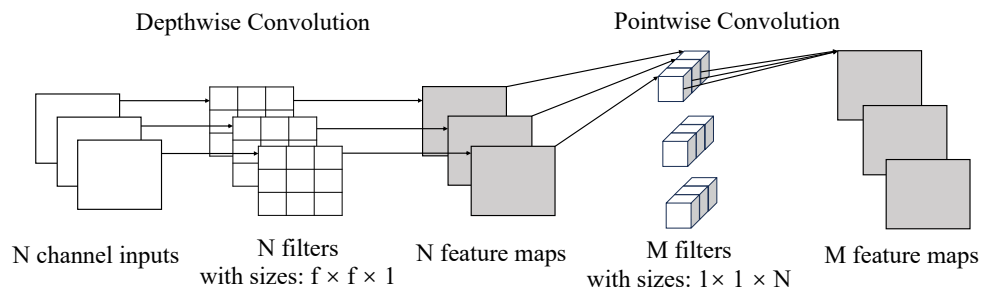 Depthwise Convolution
Pointwise Convolution
N channel inputs
N filters
with sizes: f × f × 1
N feature maps
M filters
with sizes: 1× 1 × N
M feature maps